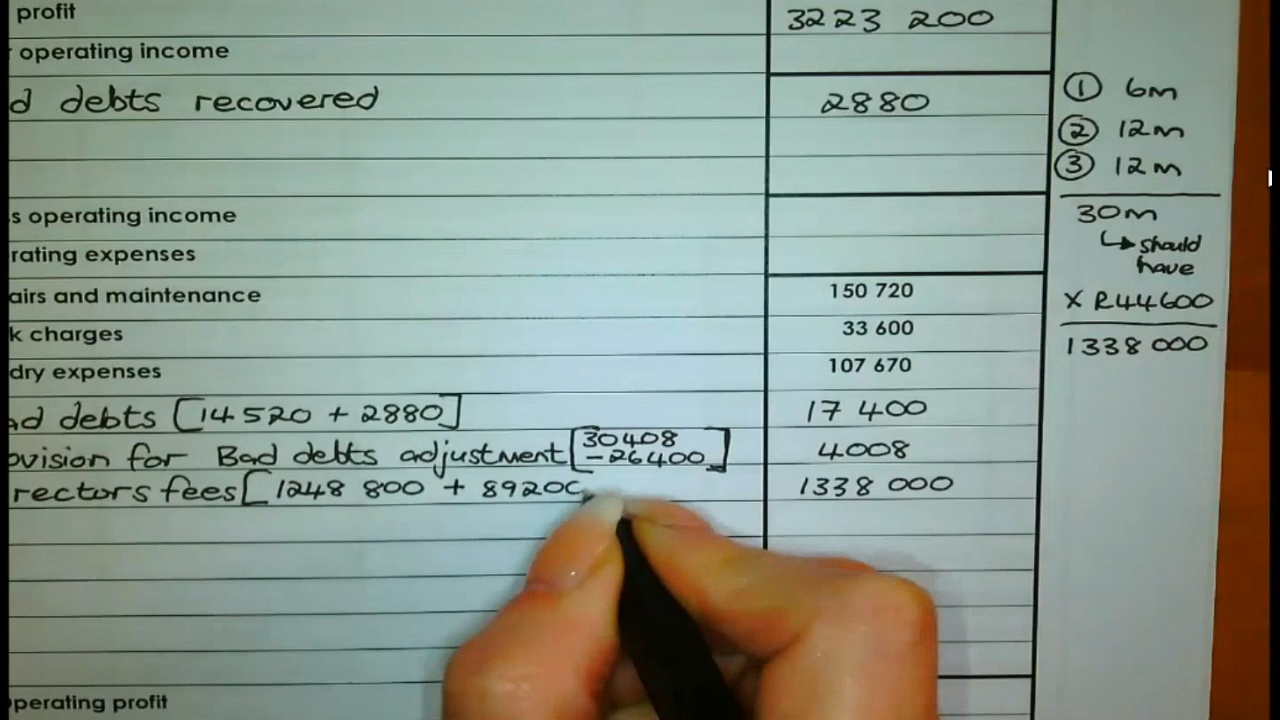 profit 3223 200
operating income
d debts recovered 2880
s operating income
rating expenses
airs and maintenance 150 720
k charges 33 600
dry expenses 107 670
ad debts [14 520 + 2880] 17 400
ovision for Bad debts adjustment [30408 - 26400] 4008
rectors fees [1248 800 + 89200 1338 000
perating profit
① 6m
② 12m
③ 12m
30m
↳ should
have
X R44600
1338 000